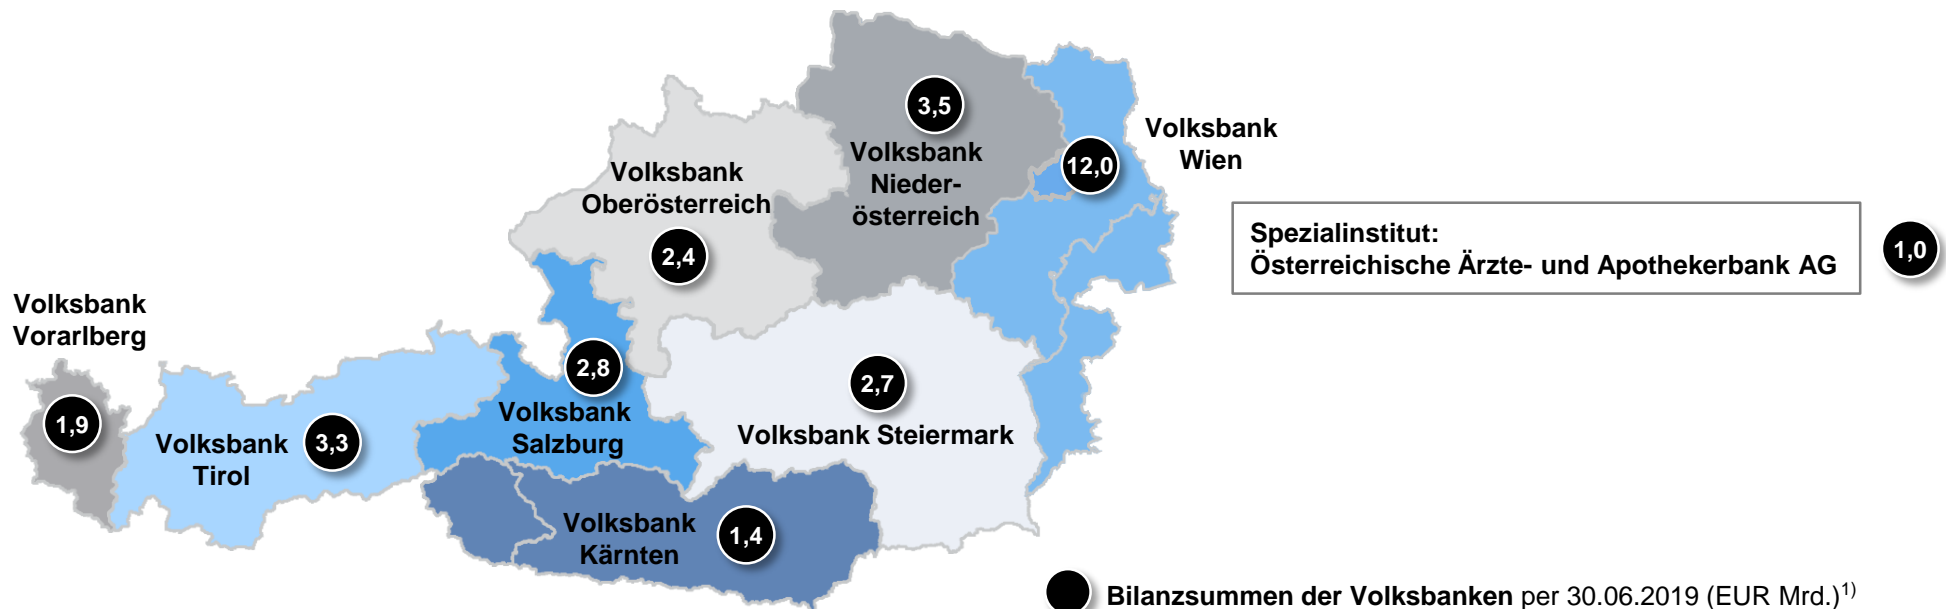 3,5
Volksbank
Nieder-
österreich
Volksbank
Wien
12,0
Volksbank
Oberösterreich
2,4
Spezialinstitut:
Österreichische Ärzte- und Apothekerbank AG
1,0
Volksbank
Vorarlberg
1,9
Volksbank
Tirol
3,3
2,8
Volksbank
Salzburg
2,7
Volksbank Steiermark
Volksbank
Kärnten
1,4
Bilanzsummen der Volksbanken per 30.06.2019 (EUR Mrd.)1)